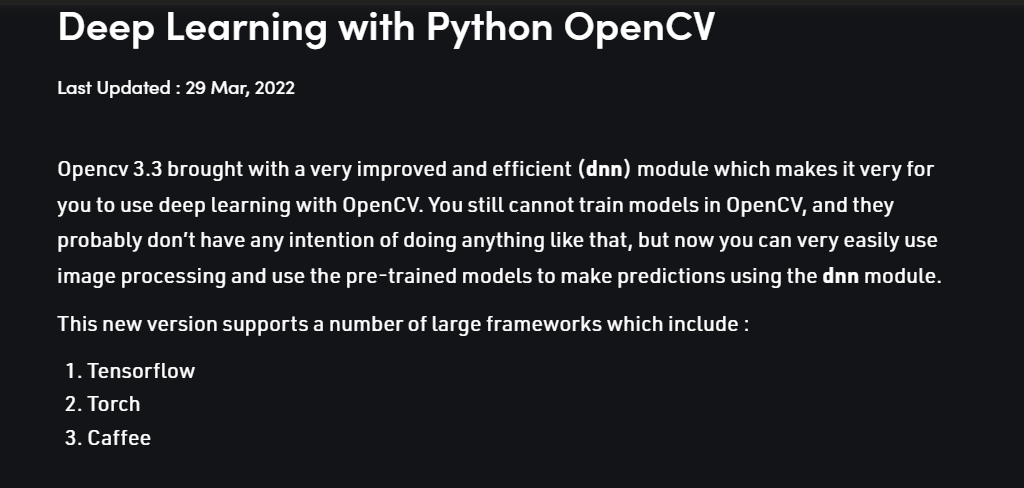 Deep Learning with Python OpenCV
Last Updated : 29 Mar, 2022
Opencv 3.3 brought with a very improved and efficient (dnn) module which makes it very for
you to use deep learning with OpenCV. You still cannot train models in OpenCV, and they
probably don't have any intention of doing anything like that, but now you can very easily use
image processing and use the pre-trained models to make predictions using the dnn module.
This new version supports a number of large frameworks which include :
1. Tensorflow
2. Torch
3. Caffee